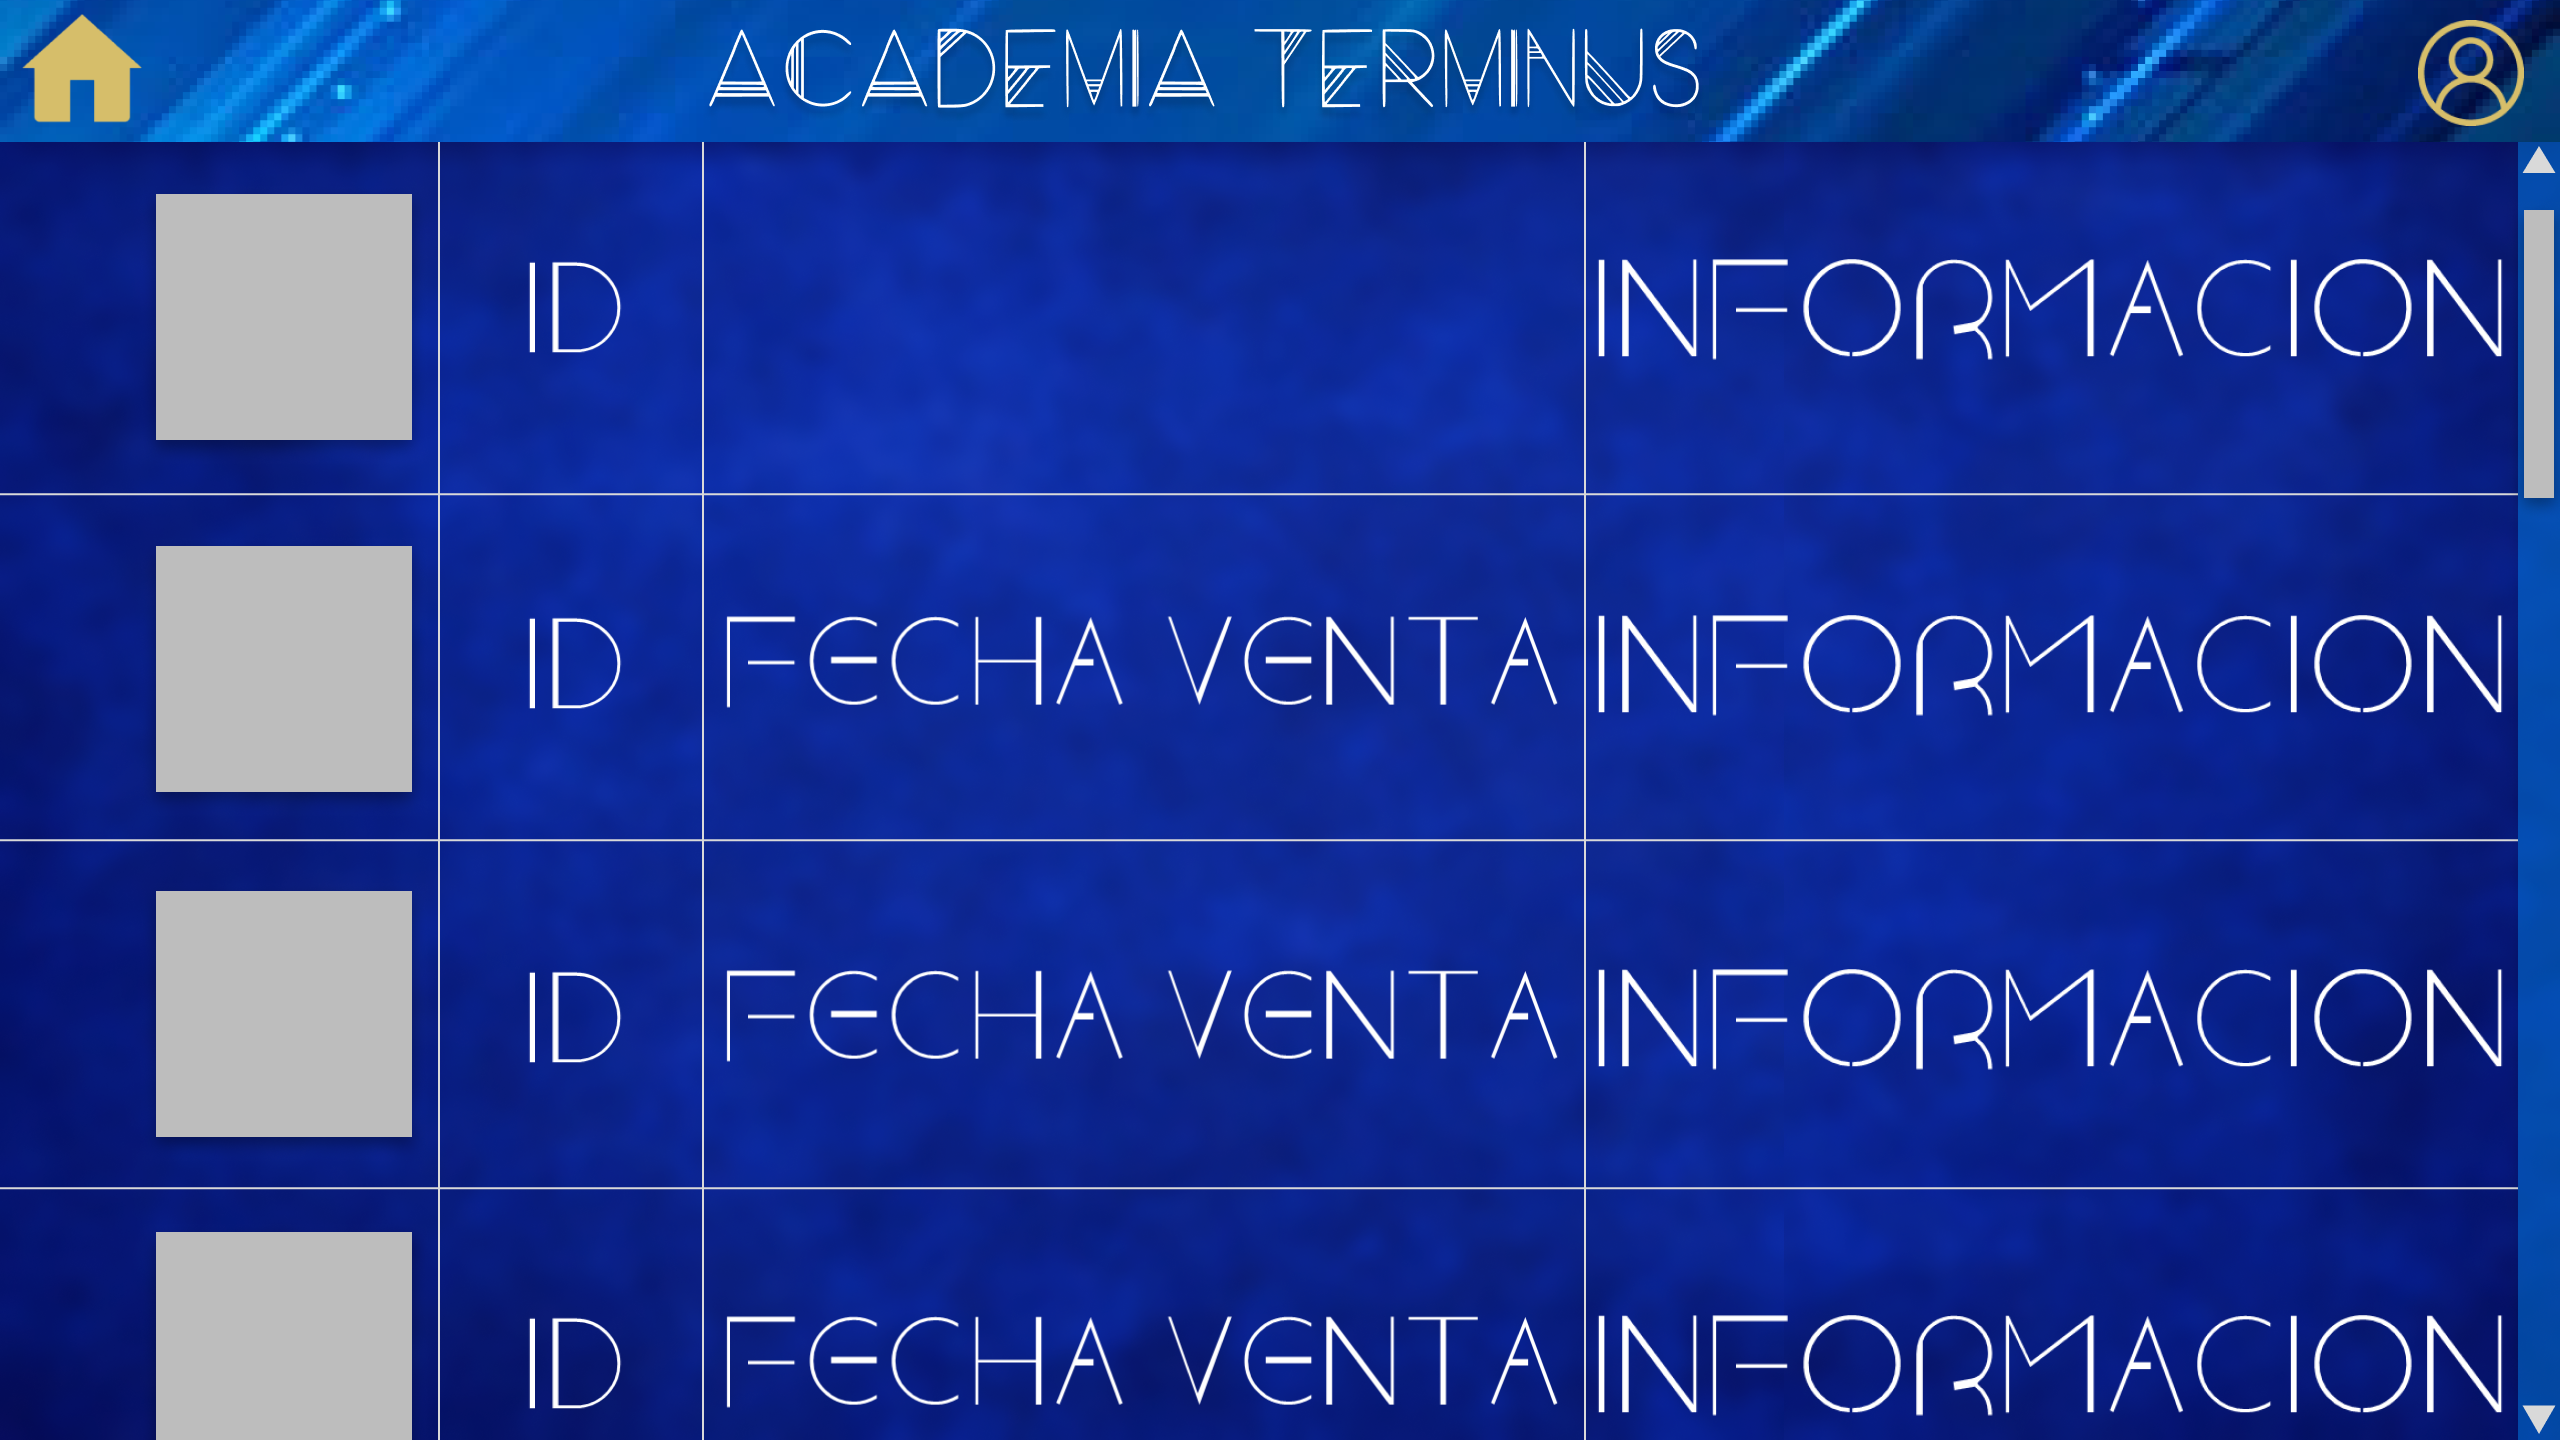 ACADEMIA TERMINUS
ID INFORMACION
ID FECHA VENTA INFORMACION
ID FECHA VENTA INFORMACION
ID FECHA VENTA INFORMACION